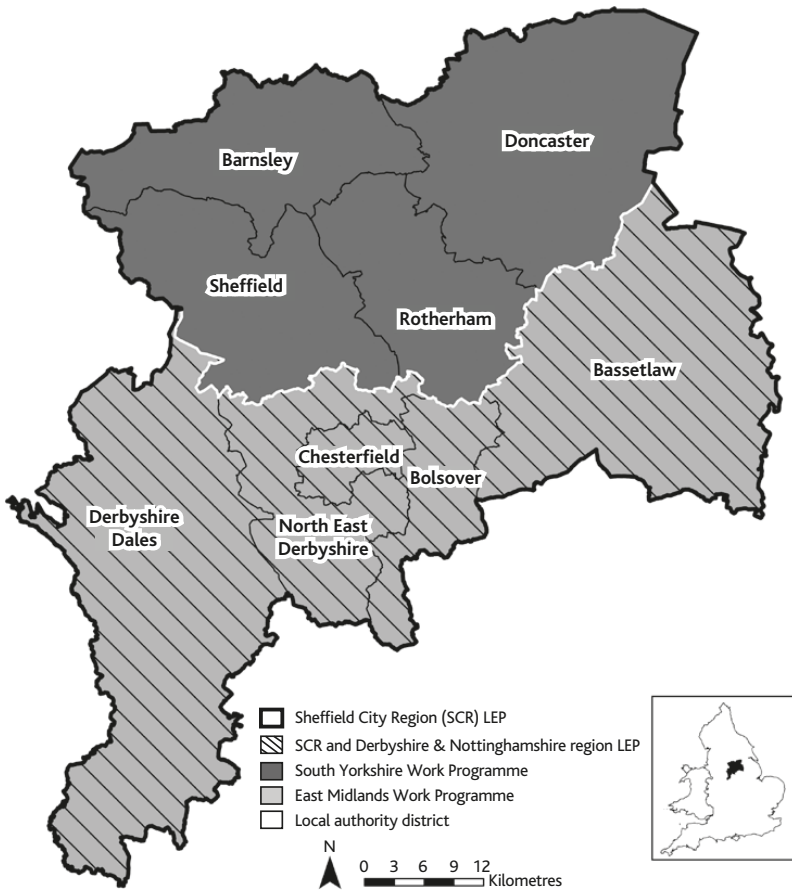 Barnsley
Doncaster
Sheffield
Rotherham
Bassetlaw
Chesterfield
Bolsover
Derbyshire
Dales
North East
Derbyshire
Sheffield City Region (SCR) LEP
SCR and Derbyshire & Nottinghamshire region LEP
South Yorkshire Work Programme
East Midlands Work Programme
Local authority district
N
0 3 6 9 12
Kilometres